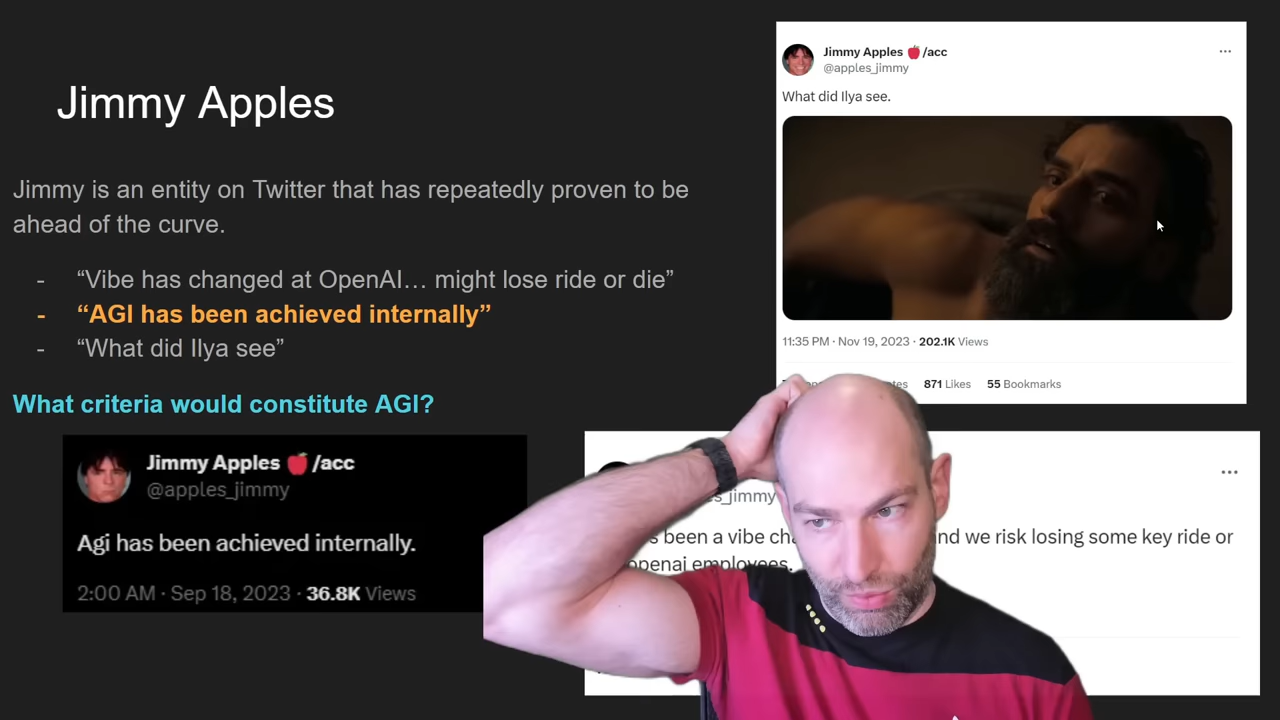 Jimmy Apples
Jimmy is an entity on Twitter that has repeatedly proven to be
ahead of the curve.
- “Vibe has changed at OpenAI… might lose ride or die”
- “AGI has been achieved internally”
- “What did Ilya see”
What criteria would constitute AGI?
Jimmy Apples 🍎/acc
@apples_jimmy
Agi has been achieved internally.
2:00 AM · Sep 18, 2023 · 36.8K Views
Jimmy Apples 🍎/acc
@apples_jimmy
What did Ilya see.
11:35 PM · Nov 19, 2023 · 202.1K Views
871 Likes 55 Bookmarks
been a vibe and we risk losing some key ride or
openai employees.